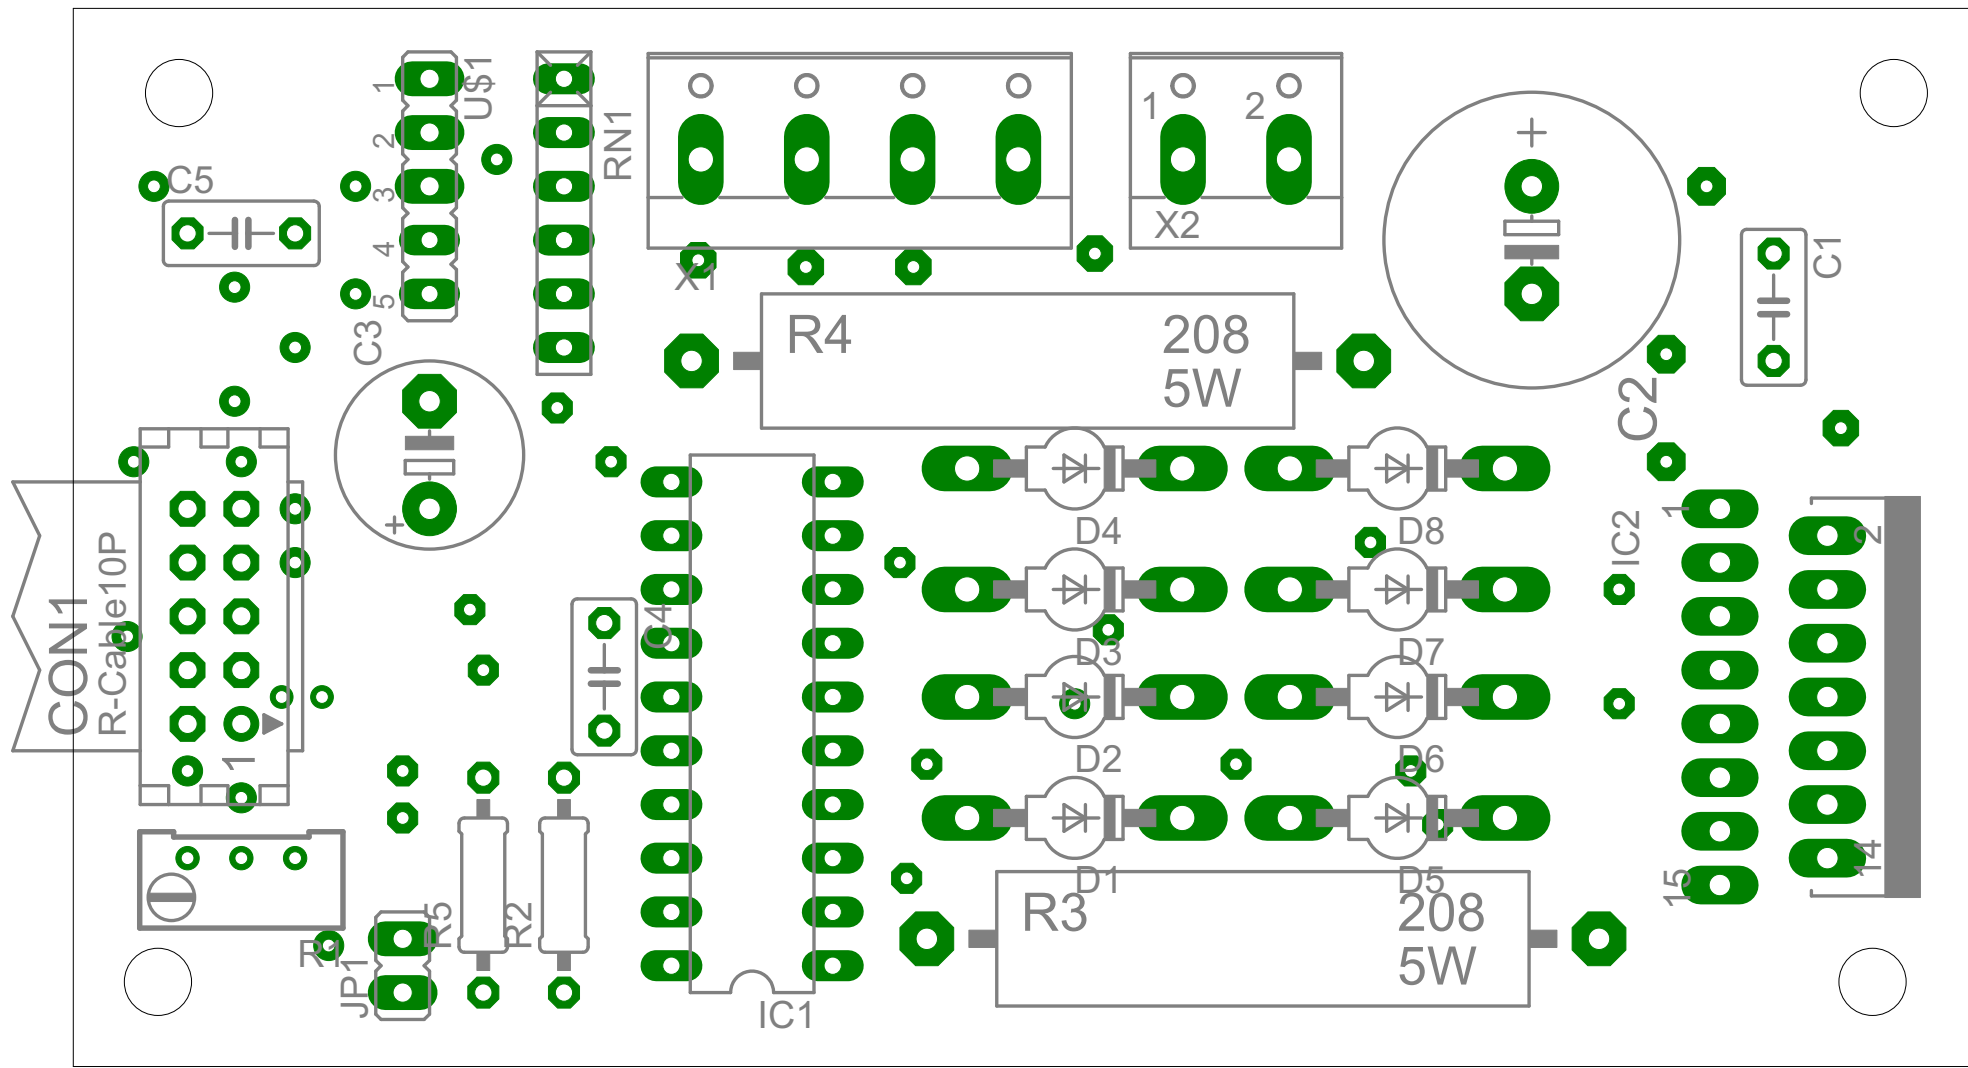 1
U$1
2
3
4
5
RN1
C5
X1
1
2
X2
+
C1
C2
C3
+
R4
208
5W
CON1
R-Cable10P
1
C4
D4
D8
D3
D7
D2
D6
D1
D5
IC2
1
2
15
14
R1
JP1
R5
R2
IC1
R3
208
5W